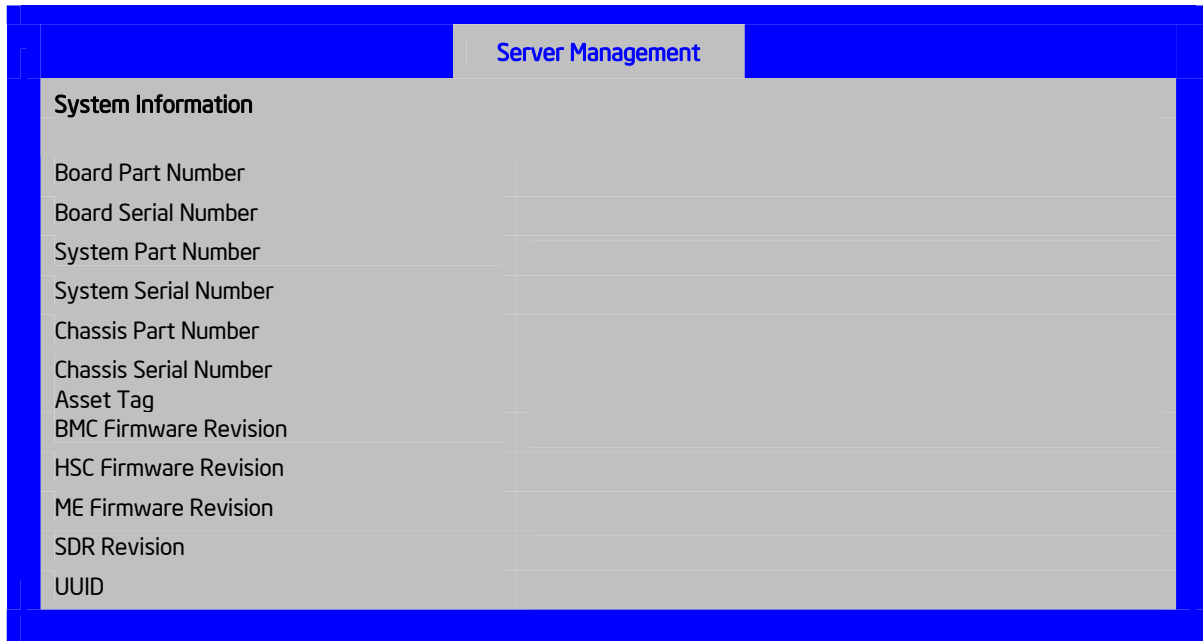 Server Management
System Information
Board Part Number
Board Serial Number
System Part Number
System Serial Number
Chassis Part Number
Chassis Serial Number
Asset Tag
BMC Firmware Revision
HSC Firmware Revision
ME Firmware Revision
SDR Revision
UUID